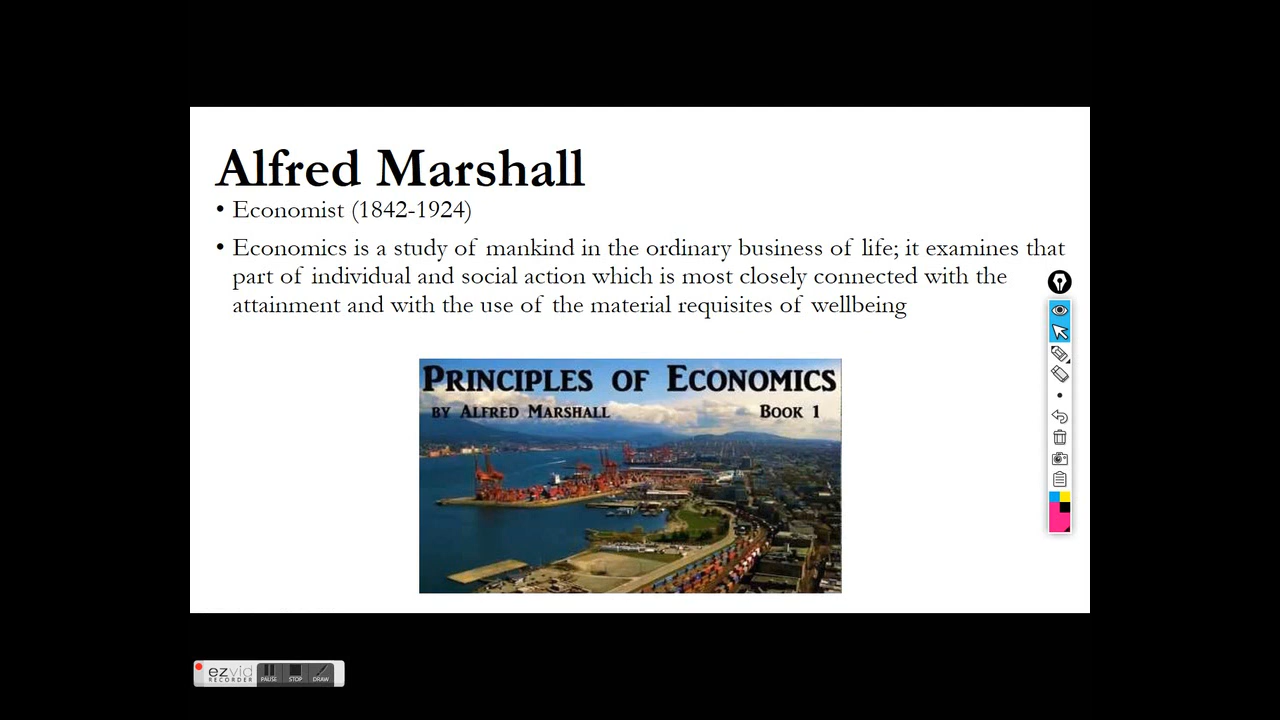 Alfred Marshall
• Economist (1842-1924)
• Economics is a study of mankind in the ordinary business of life; it examines that
part of individual and social action which is most closely connected with the
attainment and with the use of the material requisites of wellbeing
PRINCIPLES OF ECONOMICS
BY ALFRED MARSHALL BOOK 1
ezvid
RECORDER
PAUSE STOP DRAW